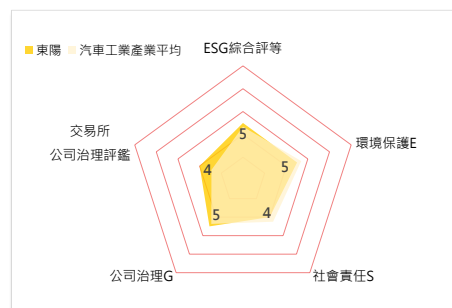 東陽 汽車工業產業平均
ESG綜合評等
5
交易所
公司治理評鑑
4
5
環境保護E
5
4
公司治理G
社會責任S